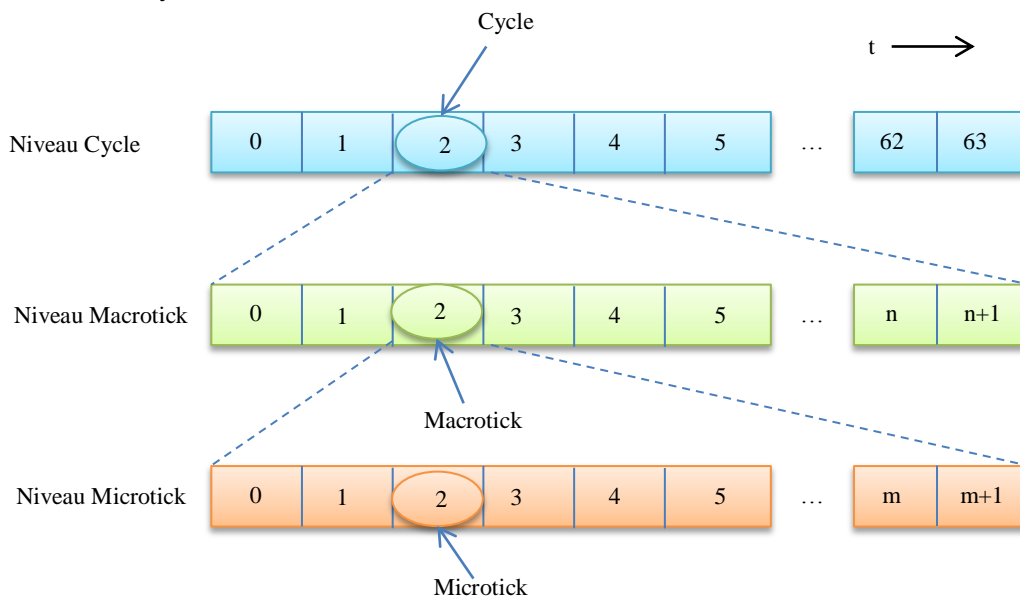 Cycle
t
Niveau Cycle 0 1 2 3 4 5 … 62 63
Niveau Macrotick 0 1 2 3 4 5 … n n+1
Macrotick
Niveau Microtick 0 1 2 3 4 5 … m m+1
Microtick